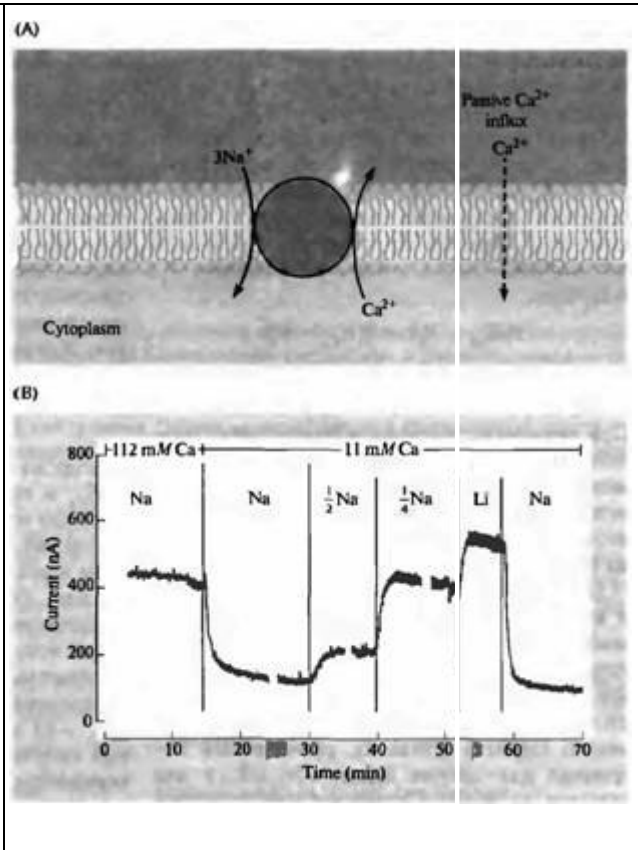 (A)
Passive Ca²⁺
influx
3Na⁺
Ca²⁺
Ca²⁺
Cytoplasm
(B)
112 mM Ca 11 mM Ca
Na Na ½ Na ¼ Na Li Na
800
600
400
200
0
Current (nA)
0 10 20 30 40 50 60 70
Time (min)